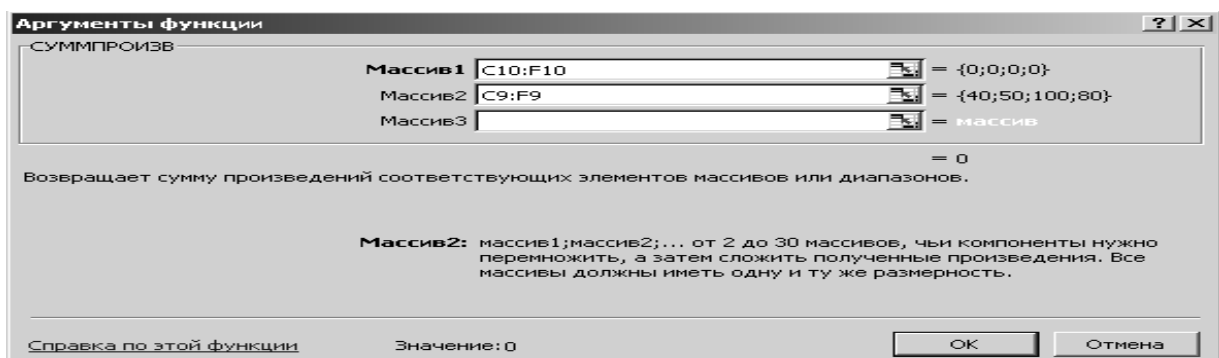 Аргументы функции
СУММПРОИЗВ
Массив1 C10:F10 = {0;0;0;0}
Массив2 C9:F9 = {40;50;100;80}
Массив3 = массив
= 0
Возвращает сумму произведений соответствующих элементов массивов или диапазонов.
Массив2: массив1;массив2;... от 2 до 30 массивов, чьи компоненты нужно
перемножить, а затем сложить полученные произведения. Все
массивы должны иметь одну и ту же размерность.
Справка по этой функции Значение:0 ОК Отмена